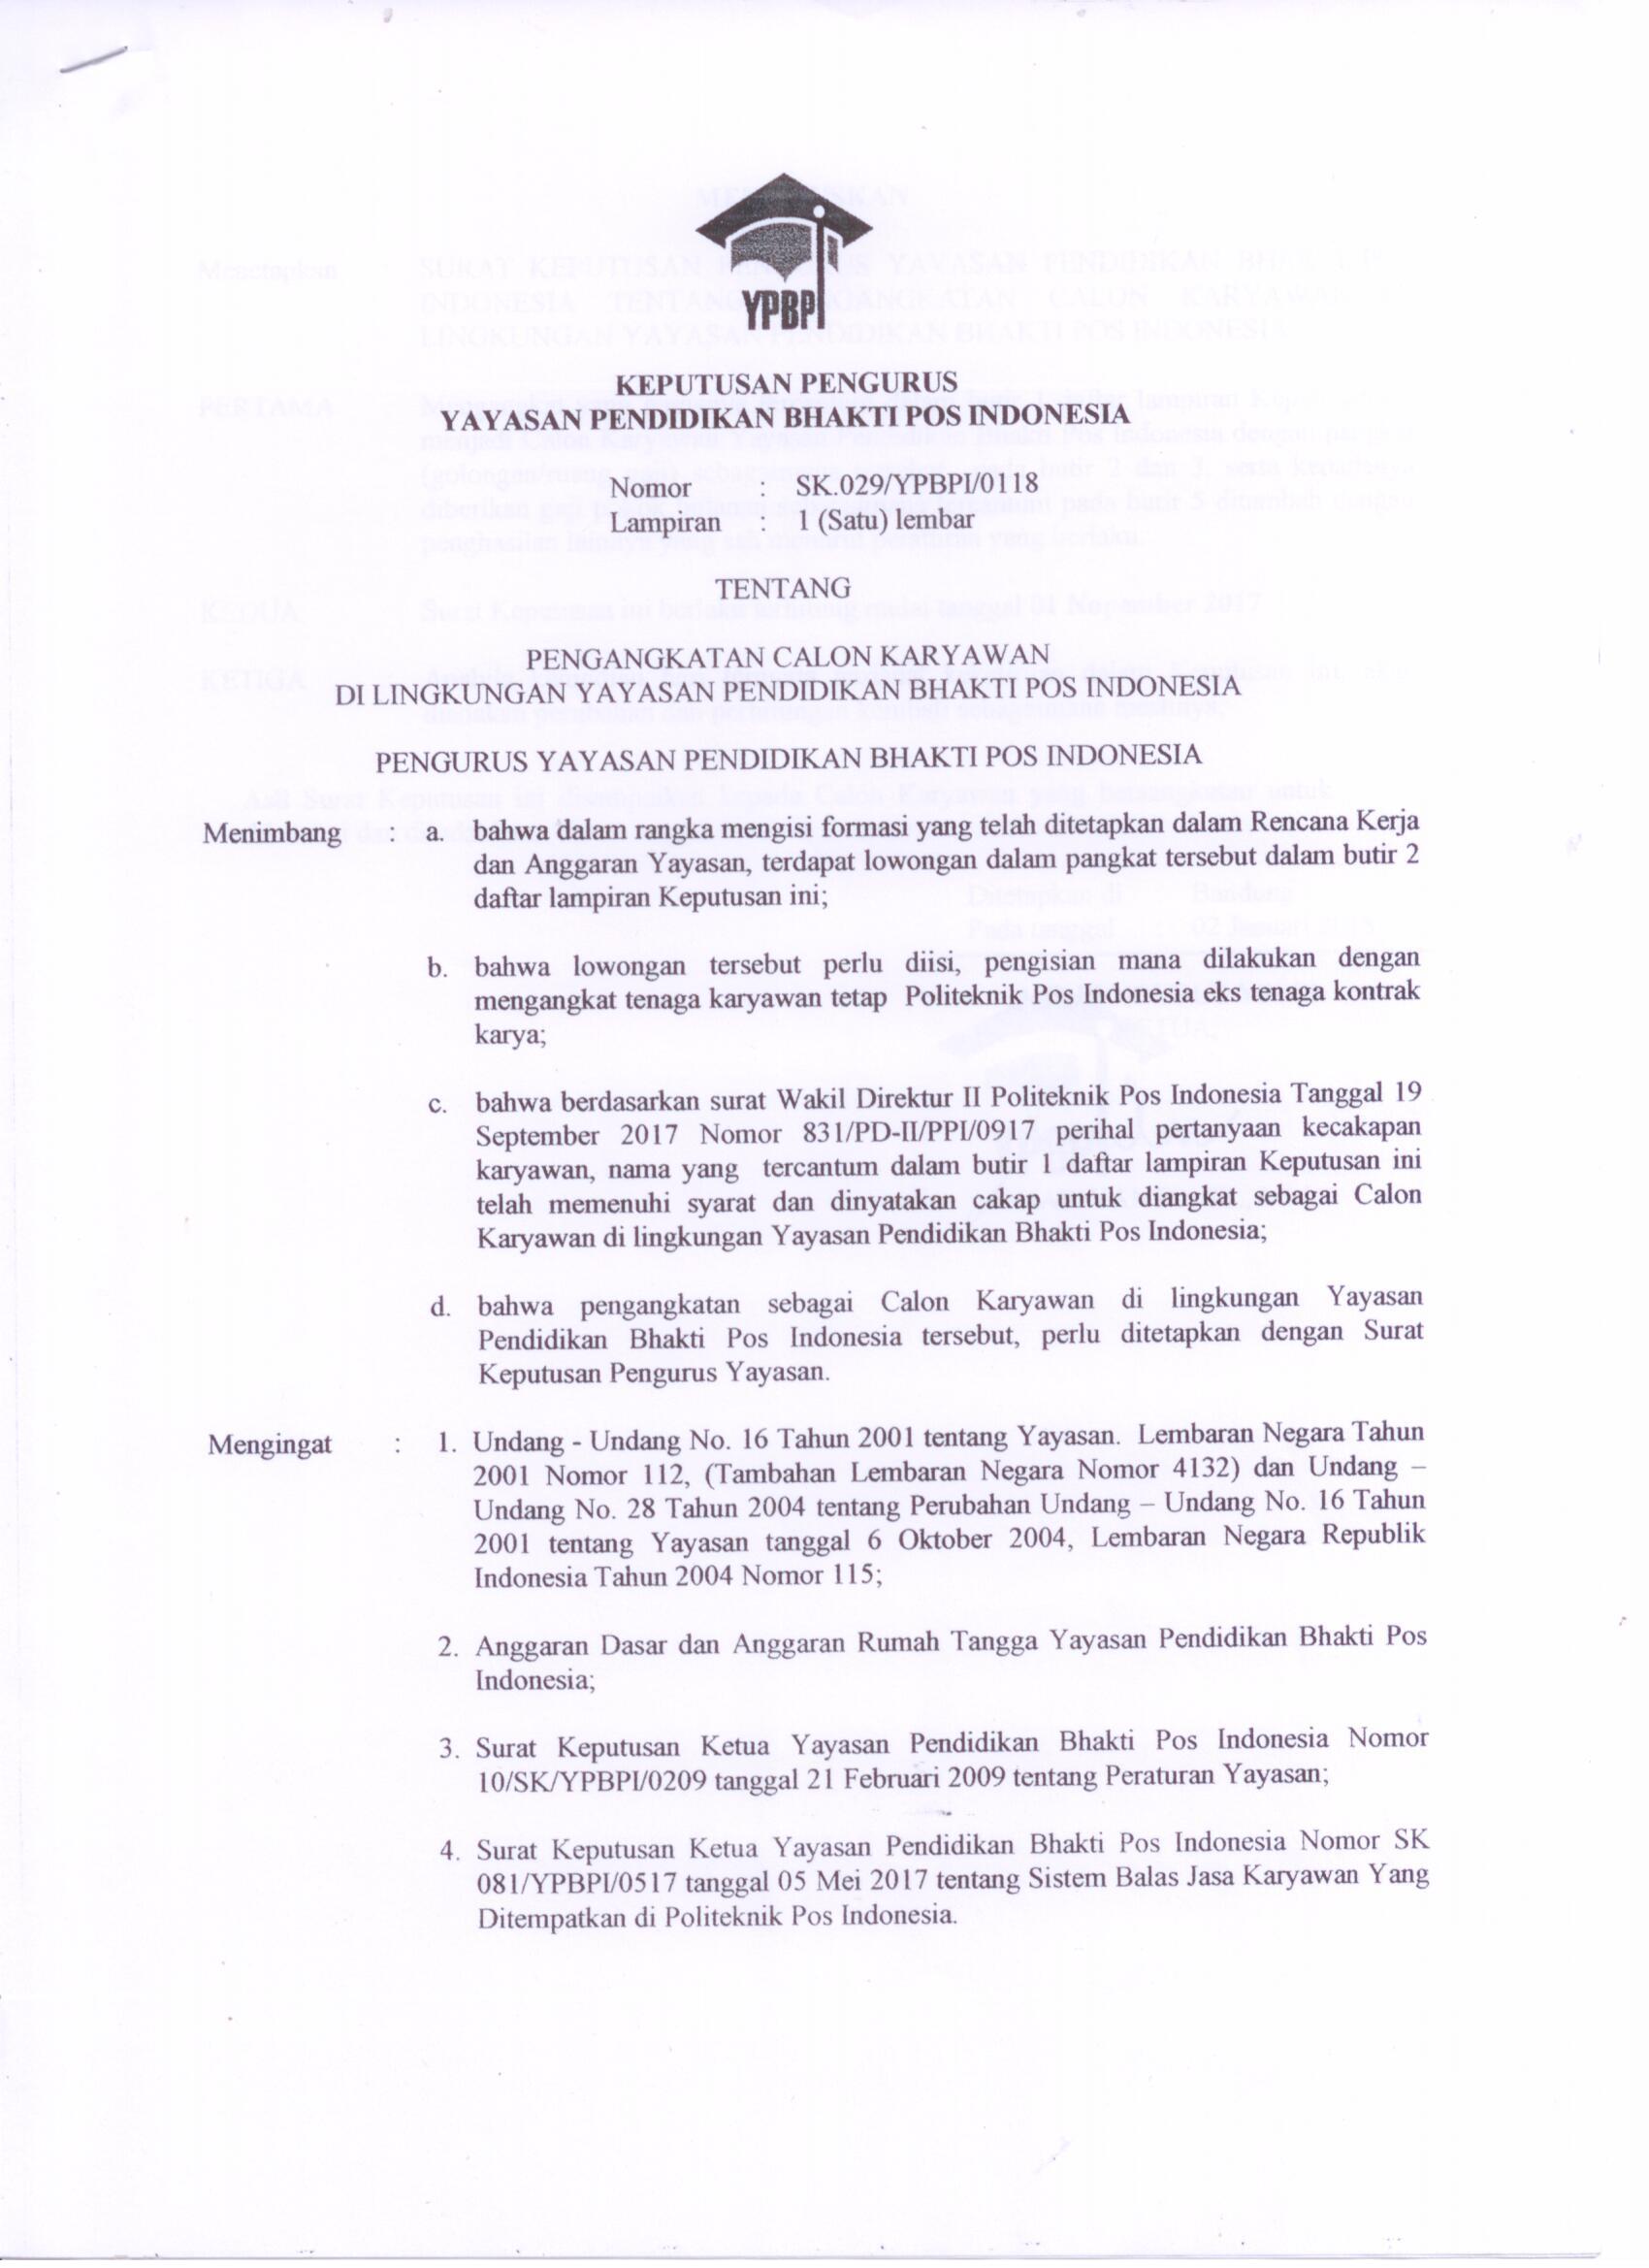 YPBPI
KEPUTUSAN PENGURUS
YAYASAN PENDIDIKAN BHAKTI POS INDONESIA
Nomor : SK.029/YPBPI/0118
Lampiran : 1 (Satu) lembar
TENTANG
PENGANGKATAN CALON KARYAWAN
DI LINGKUNGAN YAYASAN PENDIDIKAN BHAKTI POS INDONESIA
PENGURUS YAYASAN PENDIDIKAN BHAKTI POS INDONESIA
Menimbang : a. bahwa dalam rangka mengisi formasi yang telah ditetapkan dalam Rencana Kerja
dan Anggaran Yayasan, terdapat lowongan dalam pangkat tersebut dalam butir 2
daftar lampiran Keputusan ini;
b. bahwa lowongan tersebut perlu diisi, pengisian mana dilakukan dengan
mengangkat tenaga karyawan tetap Politeknik Pos Indonesia eks tenaga kontrak
karya;
c. bahwa berdasarkan surat Wakil Direktur II Politeknik Pos Indonesia Tanggal 19
September 2017 Nomor 831/PD-II/PPI/0917 perihal pertanyaan kecakapan
karyawan, nama yang tercantum dalam butir 1 daftar lampiran Keputusan ini
telah memenuhi syarat dan dinyatakan cakap untuk diangkat sebagai Calon
Karyawan di lingkungan Yayasan Pendidikan Bhakti Pos Indonesia;
d. bahwa pengangkatan sebagai Calon Karyawan di lingkungan Yayasan
Pendidikan Bhakti Pos Indonesia tersebut, perlu ditetapkan dengan Surat
Keputusan Pengurus Yayasan.
Mengingat : 1. Undang - Undang No. 16 Tahun 2001 tentang Yayasan. Lembaran Negara Tahun
2001 Nomor 112, (Tambahan Lembaran Negara Nomor 4132) dan Undang –
Undang No. 28 Tahun 2004 tentang Perubahan Undang – Undang No. 16 Tahun
2001 tentang Yayasan tanggal 6 Oktober 2004, Lembaran Negara Republik
Indonesia Tahun 2004 Nomor 115;
2. Anggaran Dasar dan Anggaran Rumah Tangga Yayasan Pendidikan Bhakti Pos
Indonesia;
3. Surat Keputusan Ketua Yayasan Pendidikan Bhakti Pos Indonesia Nomor
10/SK/YPBPI/0209 tanggal 21 Februari 2009 tentang Peraturan Yayasan;
4. Surat Keputusan Ketua Yayasan Pendidikan Bhakti Pos Indonesia Nomor SK
081/YPBPI/0517 tanggal 05 Mei 2017 tentang Sistem Balas Jasa Karyawan Yang
Ditempatkan di Politeknik Pos Indonesia.